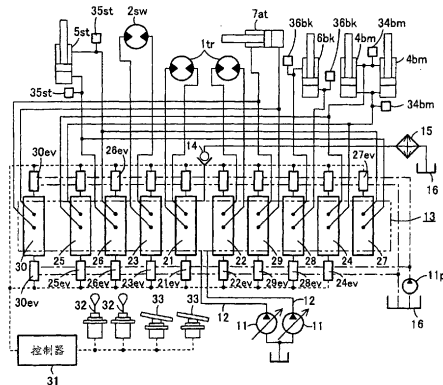 35st
2sw
7at
36bk
36bk
34bm
5st
1tr
6bk
4bm
4bm
35st
34bm
30ev
26ev
14
27ev
15
16
13
30
25
26
23
21
22
29
28
24
27
30ev
25ev
26ev
23ev
21ev
22ev
29ev
28ev
24ev
11p
32
32
33
33
12
12
11
11
16
控制器
31